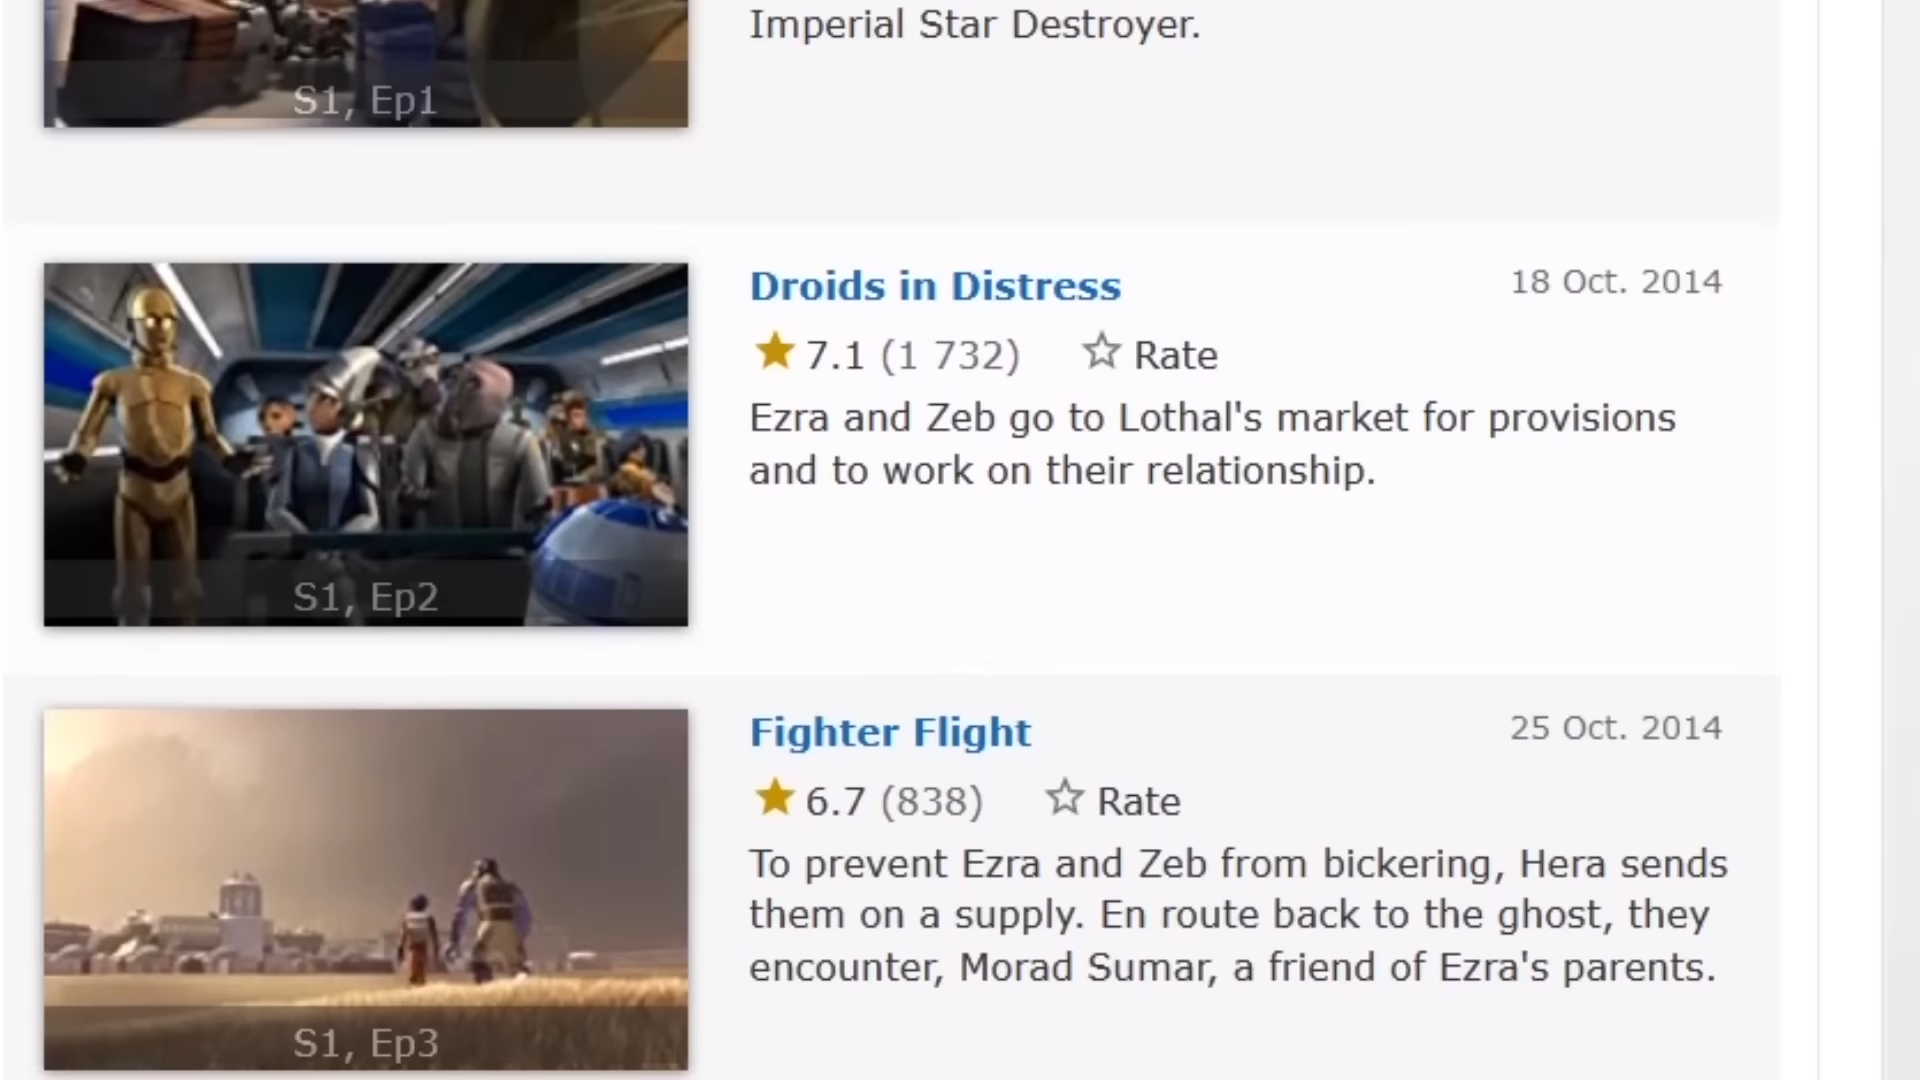 Imperial Star Destroyer.
S1, Ep1
Droids in Distress
18 Oct. 2014
7.1 (1 732) Rate
Ezra and Zeb go to Lothal's market for provisions
and to work on their relationship.
S1, Ep2
Fighter Flight
25 Oct. 2014
6.7 (838) Rate
To prevent Ezra and Zeb from bickering, Hera sends
them on a supply. En route back to the ghost, they
encounter, Morad Sumar, a friend of Ezra's parents.
S1, Ep3